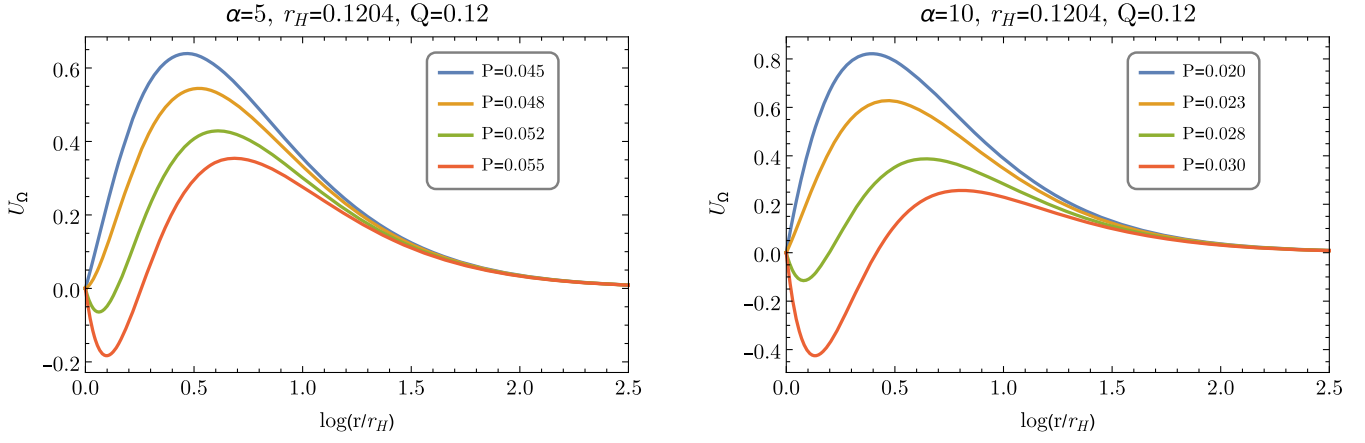 α=5, r_H=0.1204, Q=0.12
P=0.045
P=0.048
P=0.052
P=0.055
U_Ω
0.6
0.4
0.2
0.0
−0.2
0.0 0.5 1.0 1.5 2.0 2.5
log(r/r_H)
α=10, r_H=0.1204, Q=0.12
P=0.020
P=0.023
P=0.028
P=0.030
U_Ω
0.8
0.6
0.4
0.2
0.0
−0.2
−0.4
0.0 0.5 1.0 1.5 2.0 2.5
log(r/r_H)